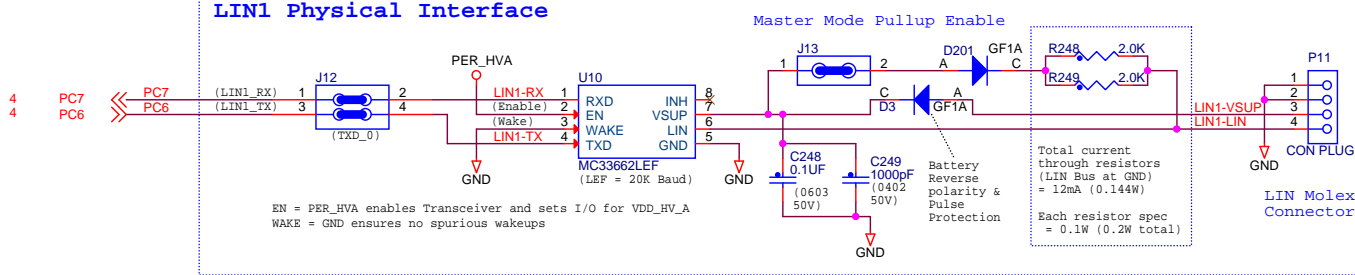 LIN1 Physical Interface
Master Mode Pullup Enable
PER_HVA
J12
4 PC7 PC7 (LIN1_RX) 1 2 LIN1-RX
4 PC6 PC6 (LIN1_TX) 3 4 (Enable)
(TXD_0)
(Wake)
LIN1-TX
U10
1 RXD INH 8
2 EN VSUP 7
3 WAKE LIN 6
4 TXD GND 5
MC33662LEF
(LEF = 20K Baud)
GND
GND
EN = PER_HVA enables Transceiver and sets I/O for VDD_HV_A
WAKE = GND ensures no spurious wakeups
J13
1 2
D201
A C
GF1A
C A
D3
GF1A
R248 2.0K
R249 2.0K
C248
0.1UF
(0603
50V)
C249
1000pF
(0402
50V)
GND
Battery
Reverse
polarity &
Pulse
Protection
Total current
through resistors
(LIN Bus at GND)
= 12mA (0.144W)
Each resistor spec
= 0.1W (0.2W total)
LIN1-VSUP
LIN1-LIN
P11
1
2
3
4
CON PLUG
GND
LIN Molex
Connector